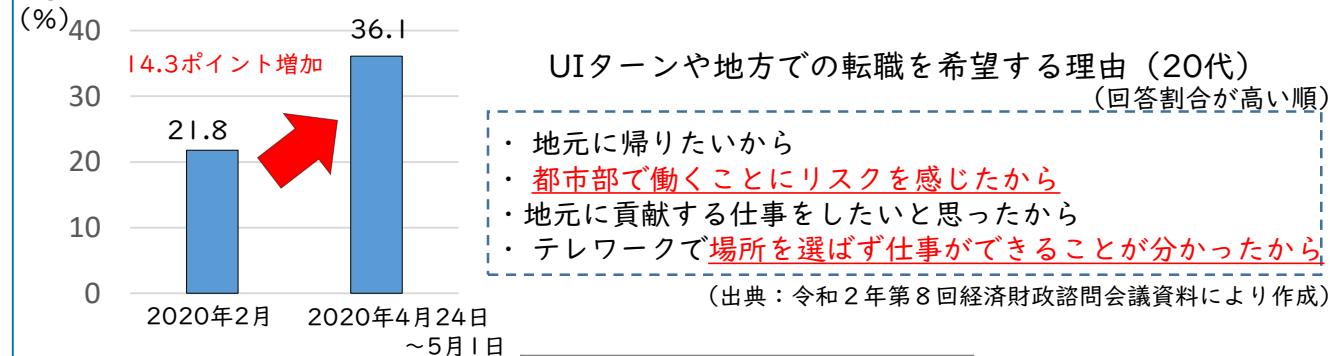 (%)
40
30
20
10
0
14.3ポイント増加
21.8
36.1
2020年2月
2020年4月24日
～5月1日
UIターンや地方での転職を希望する理由（20代）
（回答割合が高い順）
・ 地元に帰りたいから
・ 都市部で働くことにリスクを感じたから
・地元に貢献する仕事をしたいと思ったから
・ テレワークで場所を選ばず仕事ができることが分かったから
（出典：令和２年第８回経済財政諮問会議資料により作成）